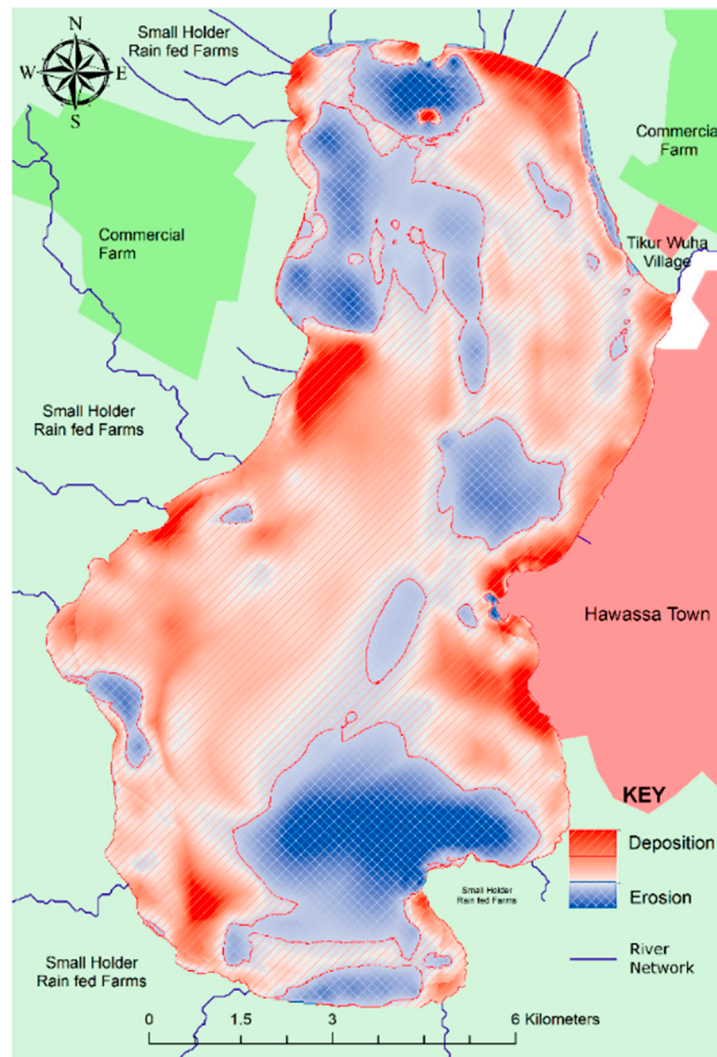 N
W E
S
Small Holder
Rain fed Farms
Commercial
Farm
Commercial
Farm
Tikur Wuha
Village
Small Holder
Rain fed Farms
Hawassa Town
KEY
Deposition
Erosion
River
Network
Small Holder
Rain fed Farms
Small Holder
Rain fed Farms
0 1.5 3 6 Kilometers